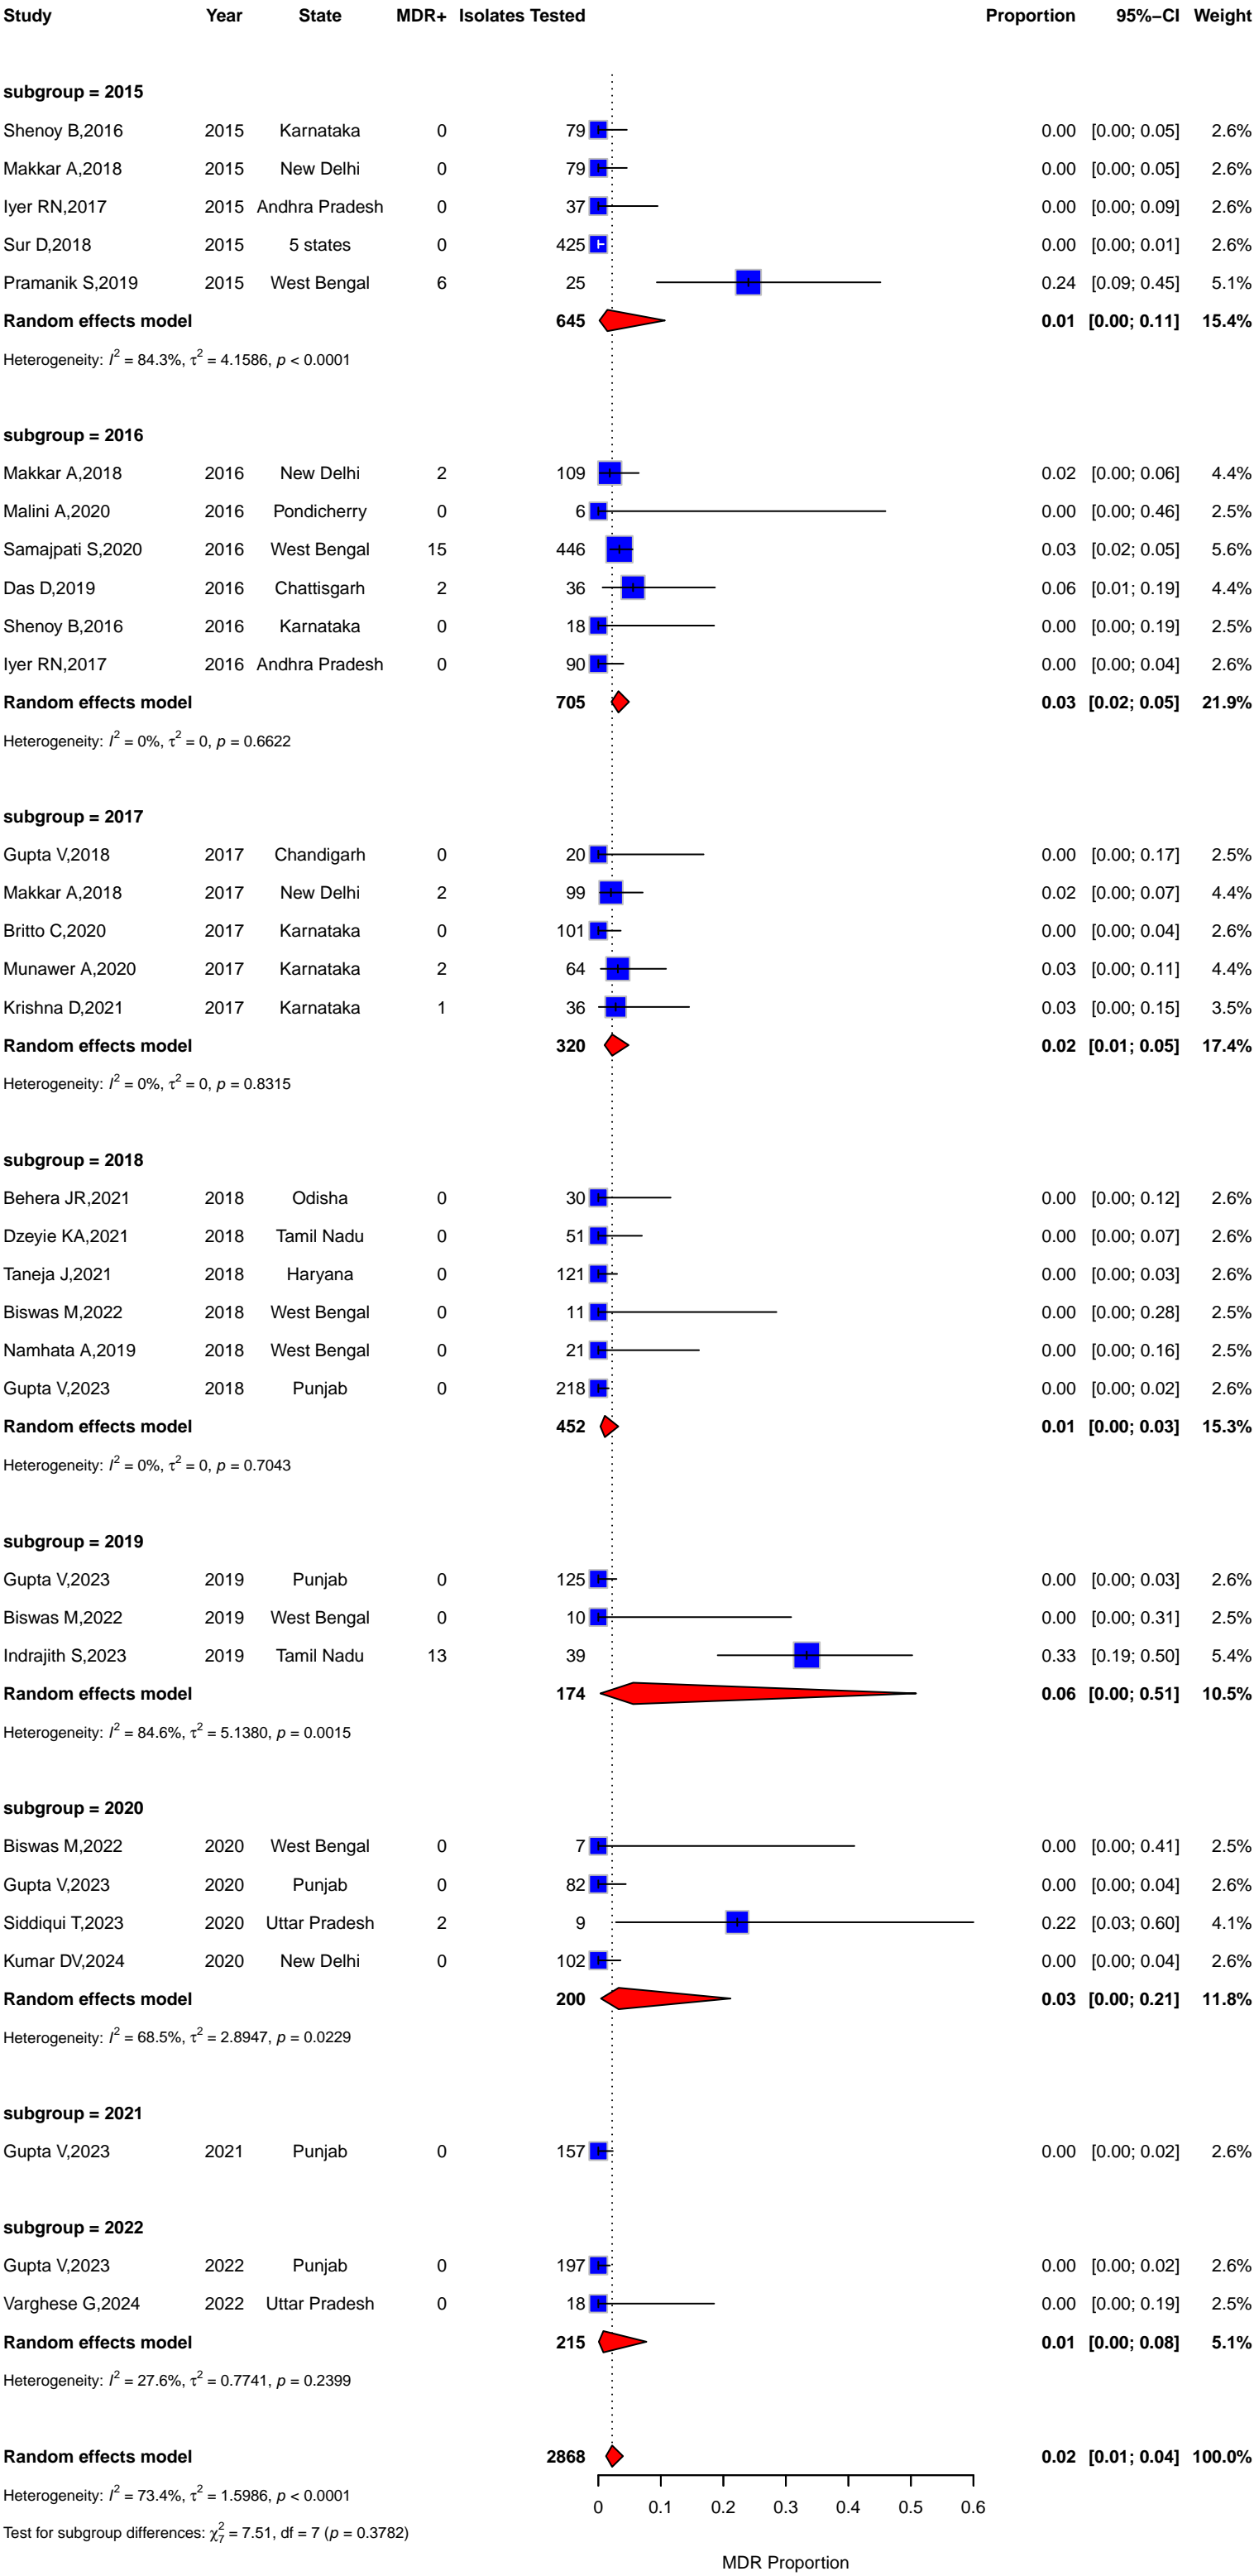 Study Year State MDR+ Isolates Tested Proportion 95%−CI Weight
subgroup = 2015
Shenoy B,2016 2015 Karnataka 0 79 0.00 [0.00; 0.05] 2.6%
Makkar A,2018 2015 New Delhi 0 79 0.00 [0.00; 0.05] 2.6%
Iyer RN,2017 2015 Andhra Pradesh 0 37 0.00 [0.00; 0.09] 2.6%
Sur D,2018 2015 5 states 0 425 0.00 [0.00; 0.01] 2.6%
Pramanik S,2019 2015 West Bengal 6 25 0.24 [0.09; 0.45] 5.1%
Random effects model 645 0.01 [0.00; 0.11] 15.4%
Heterogeneity: I² = 84.3%, τ² = 4.1586, p < 0.0001
subgroup = 2016
Makkar A,2018 2016 New Delhi 2 109 0.02 [0.00; 0.06] 4.4%
Malini A,2020 2016 Pondicherry 0 6 0.00 [0.00; 0.46] 2.5%
Samajpati S,2020 2016 West Bengal 15 446 0.03 [0.02; 0.05] 5.6%
Das D,2019 2016 Chattisgarh 2 36 0.06 [0.01; 0.19] 4.4%
Shenoy B,2016 2016 Karnataka 0 18 0.00 [0.00; 0.19] 2.5%
Iyer RN,2017 2016 Andhra Pradesh 0 90 0.00 [0.00; 0.04] 2.6%
Random effects model 705 0.03 [0.02; 0.05] 21.9%
Heterogeneity: I² = 0%, τ² = 0, p = 0.6622
subgroup = 2017
Gupta V,2018 2017 Chandigarh 0 20 0.00 [0.00; 0.17] 2.5%
Makkar A,2018 2017 New Delhi 2 99 0.02 [0.00; 0.07] 4.4%
Britto C,2020 2017 Karnataka 0 101 0.00 [0.00; 0.04] 2.6%
Munawer A,2020 2017 Karnataka 2 64 0.03 [0.00; 0.11] 4.4%
Krishna D,2021 2017 Karnataka 1 36 0.03 [0.00; 0.15] 3.5%
Random effects model 320 0.02 [0.01; 0.05] 17.4%
Heterogeneity: I² = 0%, τ² = 0, p = 0.8315
subgroup = 2018
Behera JR,2021 2018 Odisha 0 30 0.00 [0.00; 0.12] 2.6%
Dzeyie KA,2021 2018 Tamil Nadu 0 51 0.00 [0.00; 0.07] 2.6%
Taneja J,2021 2018 Haryana 0 121 0.00 [0.00; 0.03] 2.6%
Biswas M,2022 2018 West Bengal 0 11 0.00 [0.00; 0.28] 2.5%
Namhata A,2019 2018 West Bengal 0 21 0.00 [0.00; 0.16] 2.5%
Gupta V,2023 2018 Punjab 0 218 0.00 [0.00; 0.02] 2.6%
Random effects model 452 0.01 [0.00; 0.03] 15.3%
Heterogeneity: I² = 0%, τ² = 0, p = 0.7043
subgroup = 2019
Gupta V,2023 2019 Punjab 0 125 0.00 [0.00; 0.03] 2.6%
Biswas M,2022 2019 West Bengal 0 10 0.00 [0.00; 0.31] 2.5%
Indrajith S,2023 2019 Tamil Nadu 13 39 0.33 [0.19; 0.50] 5.4%
Random effects model 174 0.06 [0.00; 0.51] 10.5%
Heterogeneity: I² = 84.6%, τ² = 5.1380, p = 0.0015
subgroup = 2020
Biswas M,2022 2020 West Bengal 0 7 0.00 [0.00; 0.41] 2.5%
Gupta V,2023 2020 Punjab 0 82 0.00 [0.00; 0.04] 2.6%
Siddiqui T,2023 2020 Uttar Pradesh 2 9 0.22 [0.03; 0.60] 4.1%
Kumar DV,2024 2020 New Delhi 0 102 0.00 [0.00; 0.04] 2.6%
Random effects model 200 0.03 [0.00; 0.21] 11.8%
Heterogeneity: I² = 68.5%, τ² = 2.8947, p = 0.0229
subgroup = 2021
Gupta V,2023 2021 Punjab 0 157 0.00 [0.00; 0.02] 2.6%
subgroup = 2022
Gupta V,2023 2022 Punjab 0 197 0.00 [0.00; 0.02] 2.6%
Varghese G,2024 2022 Uttar Pradesh 0 18 0.00 [0.00; 0.19] 2.5%
Random effects model 215 0.01 [0.00; 0.08] 5.1%
Heterogeneity: I² = 27.6%, τ² = 0.7741, p = 0.2399
Random effects model 2868 0.02 [0.01; 0.04] 100.0%
Heterogeneity: I² = 73.4%, τ² = 1.5986, p < 0.0001
0 0.1 0.2 0.3 0.4 0.5 0.6
Test for subgroup differences: χ²₇ = 7.51, df = 7 (p = 0.3782)
MDR Proportion